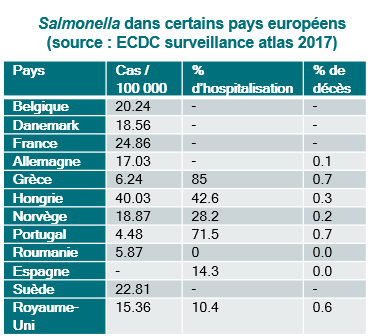 Salmonella dans certains pays européens
(source : ECDC surveillance atlas 2017)
Pays Cas / 100 000 % d'hospitalisation % de décès
Belgique 20.24 - -
Danemark 18.56 - -
France 24.86 - -
Allemagne 17.03 - 0.1
Grèce 6.24 85 0.7
Hongrie 40.03 42.6 0.3
Norvège 18.87 28.2 0.2
Portugal 4.48 71.5 0.7
Roumanie 5.87 0 0.0
Espagne - 14.3 0.0
Suède 22.81 - -
Royaume-Uni 15.36 10.4 0.6